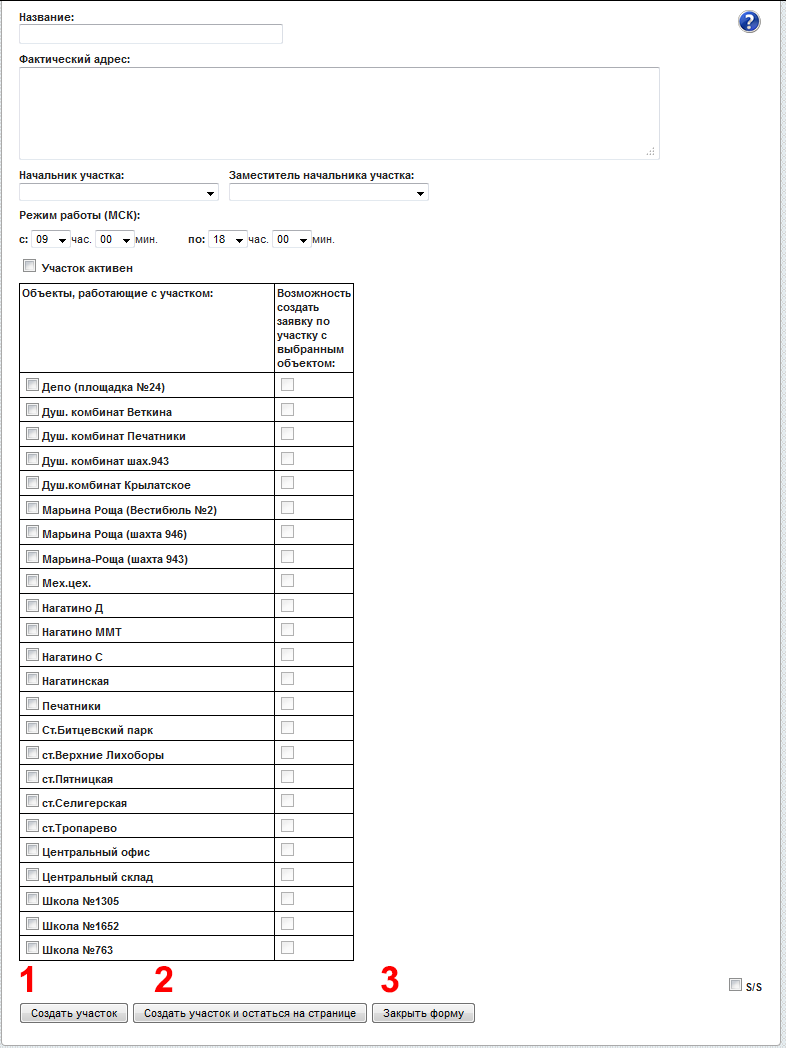 Название:
?
Фактический адрес:
Начальник участка: Заместитель начальника участка:
Режим работы (МСК):
с: 09 час. 00 мин. по: 18 час. 00 мин.
Участок активен
Объекты, работающие с участком:
Возможность
создать
заявку по
участку с
выбранным
объектом:
Депо (площадка №24)
Душ. комбинат Веткина
Душ. комбинат Печатники
Душ. комбинат шах.943
Душ.комбинат Крылатское
Марьина Роща (Вестибюль №2)
Марьина Роща (шахта 946)
Марьина-Роща (шахта 943)
Мех.цех.
Нагатино Д
Нагатино ММТ
Нагатино С
Нагатинская
Печатники
Ст.Битцевский парк
ст.Верхние Лихоборы
ст.Пятницкая
ст.Селигерская
ст.Тропарево
Центральный офис
Центральный склад
Школа №1305
Школа №1652
Школа №763
1 2 3
S/S
Создать участок Создать участок и остаться на странице Закрыть форму